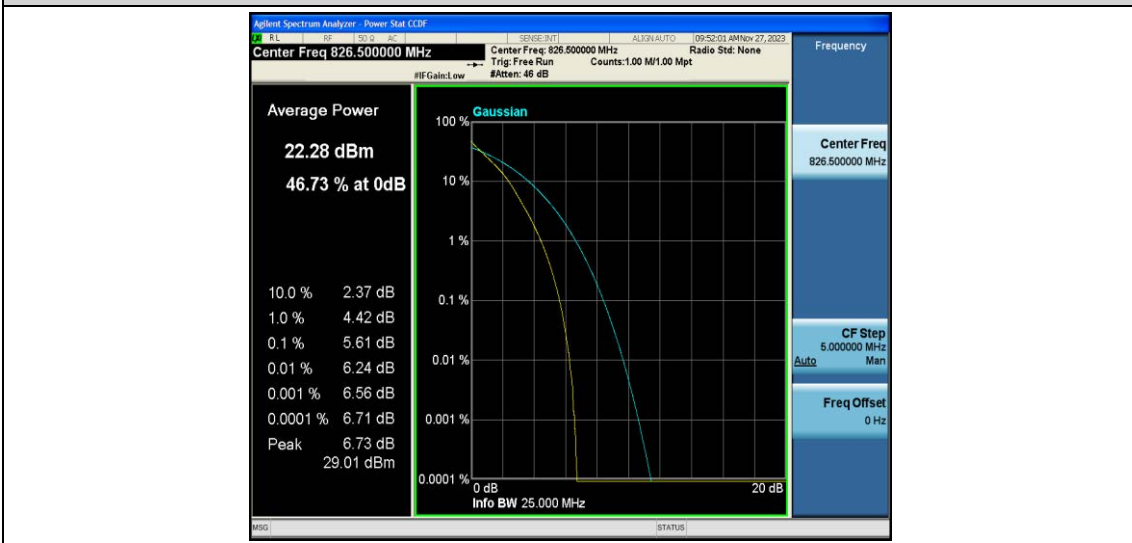 Agilent Spectrum Analyzer - Power Stat CCDF
LXI RL RF 50 Ω AC SENSE:INT ALIGN AUTO 09:52:01 AM Nov 27, 2023
Center Freq 826.500000 MHz
Center Freq: 826.500000 MHz Radio Std: None
Trig: Free Run Counts:1.00 M/1.00 Mpt
#IFGain:Low #Atten: 46 dB
Frequency
Average Power
22.28 dBm
46.73 % at 0dB
10.0 % 2.37 dB
1.0 % 4.42 dB
0.1 % 5.61 dB
0.01 % 6.24 dB
0.001 % 6.56 dB
0.0001 % 6.71 dB
Peak 6.73 dB
29.01 dBm
Gaussian
100 %
10 %
1 %
0.1 %
0.01 %
0.001 %
0.0001 %
0 dB 20 dB
Info BW 25.000 MHz
Center Freq
826.500000 MHz
CF Step
5.000000 MHz
Auto Man
Freq Offset
0 Hz
MSG STATUS